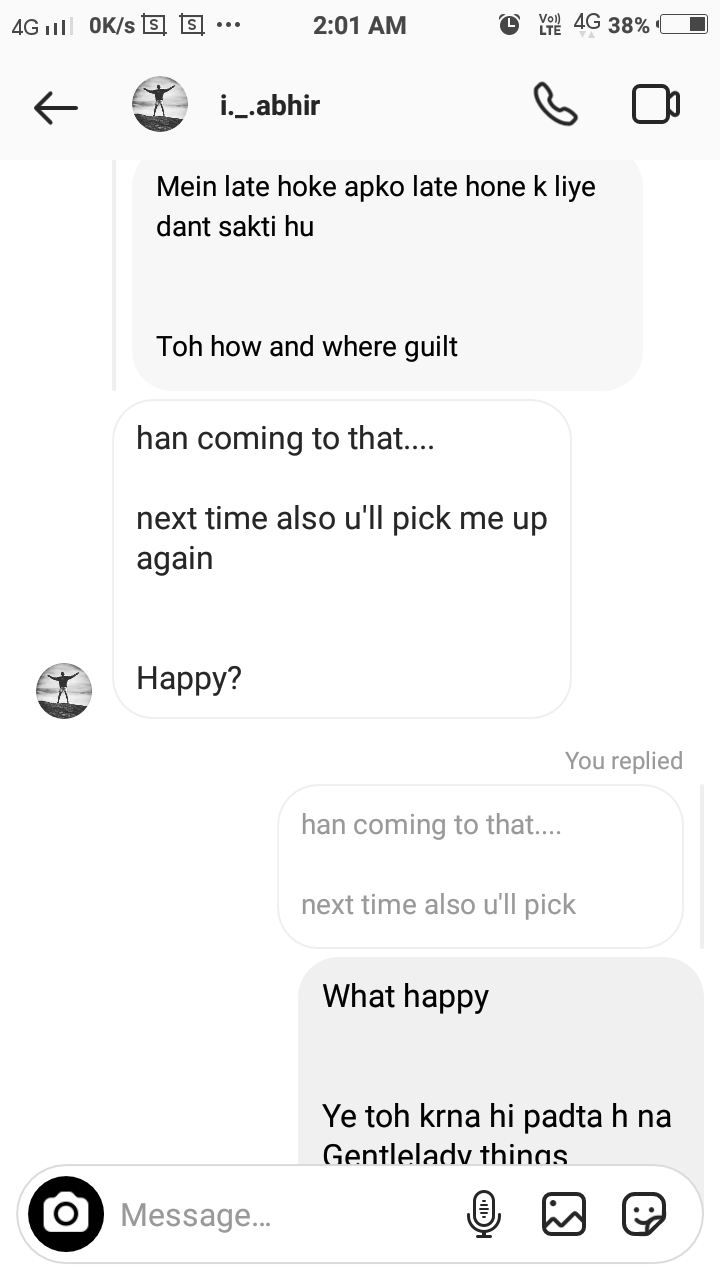 4G 0K/s S S ... 2:01 AM Vo)) LTE 4G 38%
i._.abhir
Mein late hoke apko late hone k liye
dant sakti hu
Toh how and where guilt
han coming to that....
next time also u'll pick me up
again
Happy?
You replied
han coming to that....
next time also u'll pick
What happy
Ye toh krna hi padta h na
Gentlelady things
Message...